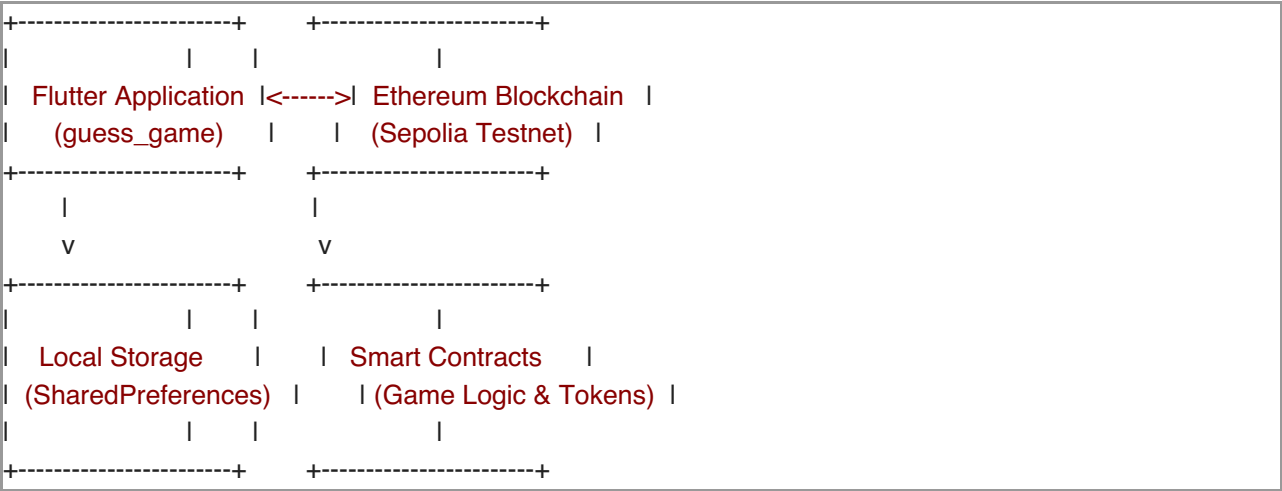 +-----------------------+ +-----------------------+
| | | |
| Flutter Application |<------>| Ethereum Blockchain |
| (guess_game) | | (Sepolia Testnet) |
+-----------------------+ +-----------------------+
| |
v v
+-----------------------+ +-----------------------+
| | | |
| Local Storage | | Smart Contracts |
| (SharedPreferences) | | (Game Logic & Tokens) |
| | | |
+-----------------------+ +-----------------------+